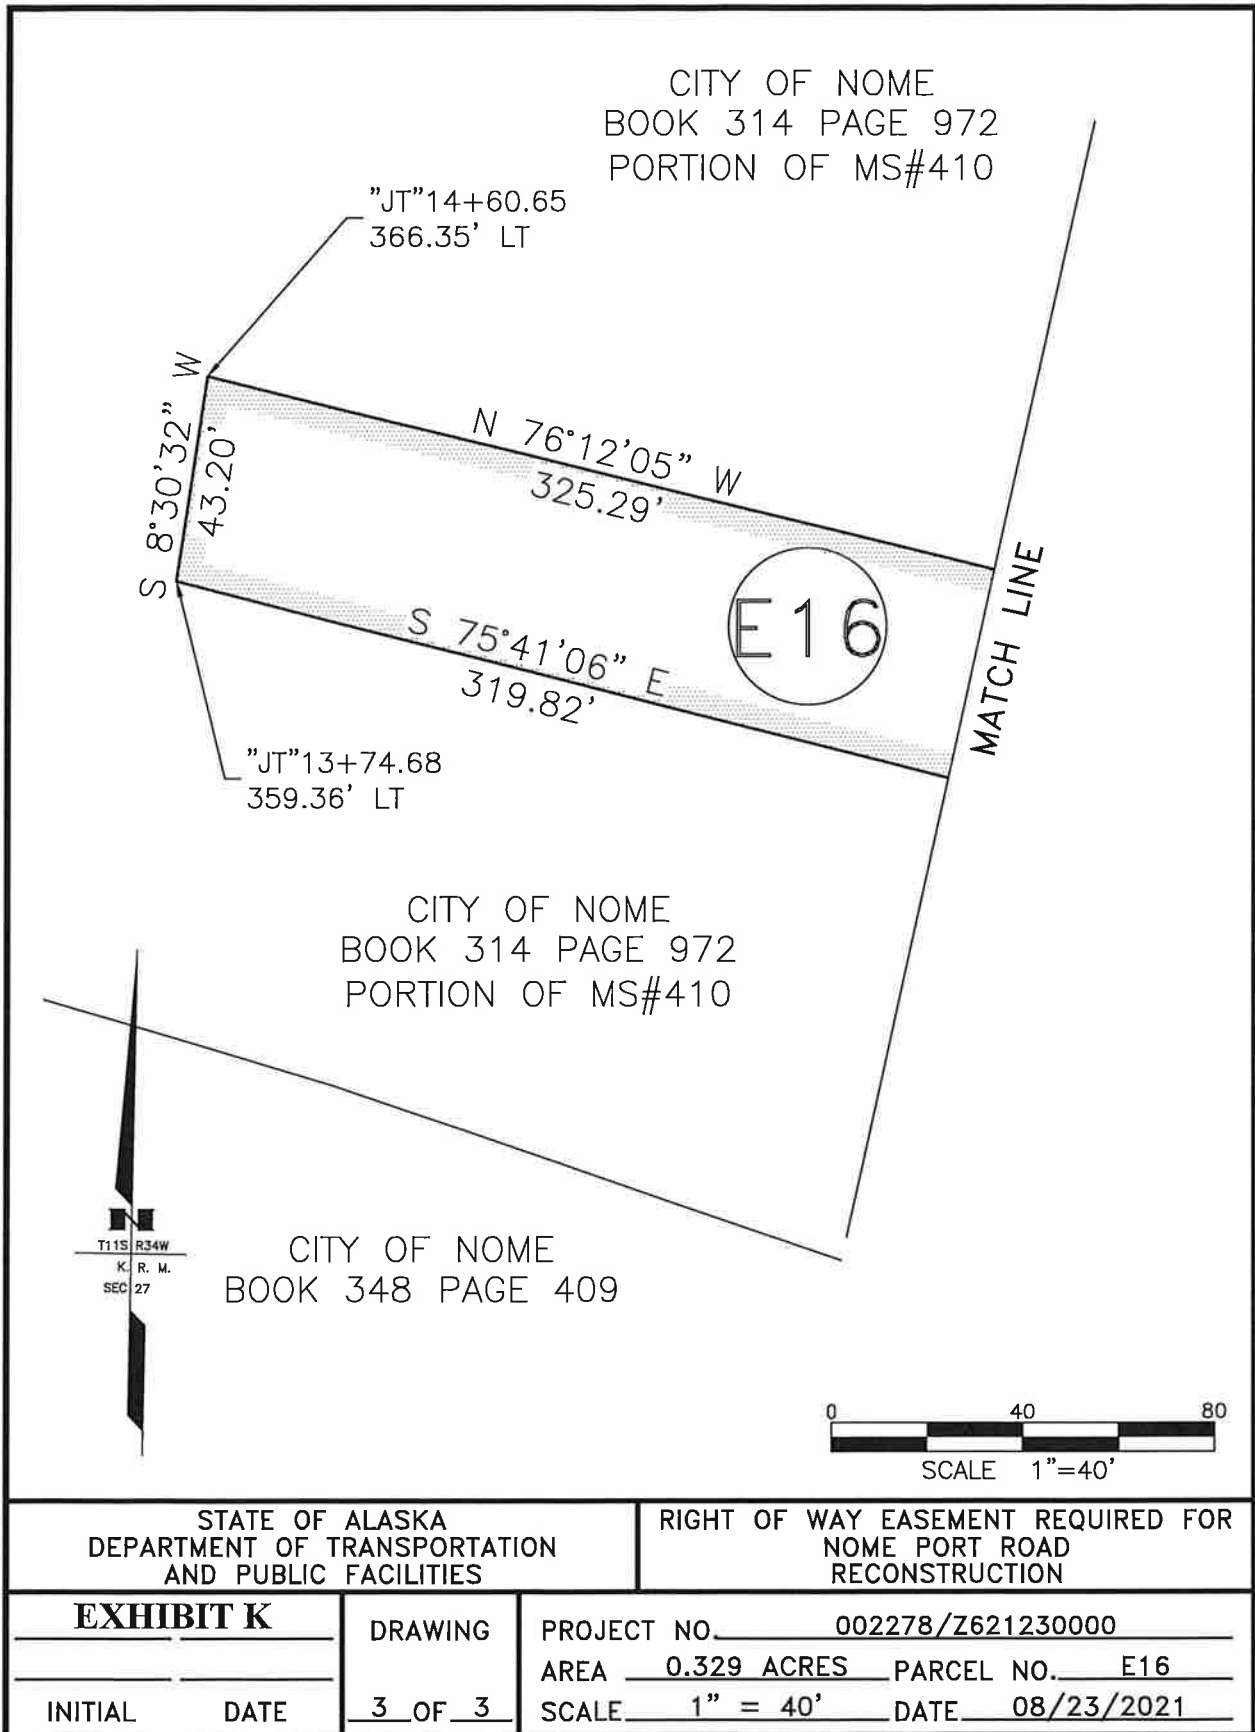 CITY OF NOME
BOOK 314 PAGE 972
PORTION OF MS#410
"JT"14+60.65
366.35' LT
S 8°30'32" W
43.20'
N 76°12'05" W
325.29'
E16
MATCH LINE
S 75°41'06" E
319.82'
"JT"13+74.68
359.36' LT
CITY OF NOME
BOOK 314 PAGE 972
PORTION OF MS#410
N
T11S R34W
K. R. M.
SEC 27
CITY OF NOME
BOOK 348 PAGE 409
0 40 80
SCALE 1"=40'
STATE OF ALASKA
DEPARTMENT OF TRANSPORTATION
AND PUBLIC FACILITIES
RIGHT OF WAY EASEMENT REQUIRED FOR
NOME PORT ROAD
RECONSTRUCTION
EXHIBIT K
INITIAL DATE
DRAWING
3 OF 3
PROJECT NO. 002278/Z621230000
AREA 0.329 ACRES PARCEL NO. E16
SCALE 1" = 40' DATE 08/23/2021